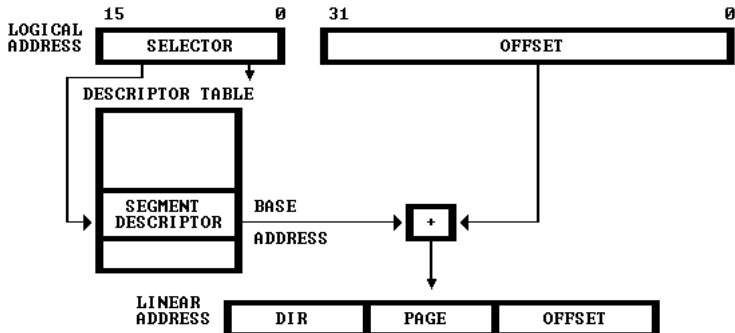 15 0 31 0
LOGICAL
ADDRESS
SELECTOR
OFFSET
DESCRIPTOR TABLE
SEGMENT
DESCRIPTOR
BASE
ADDRESS
+
LINEAR
ADDRESS
DIR
PAGE
OFFSET